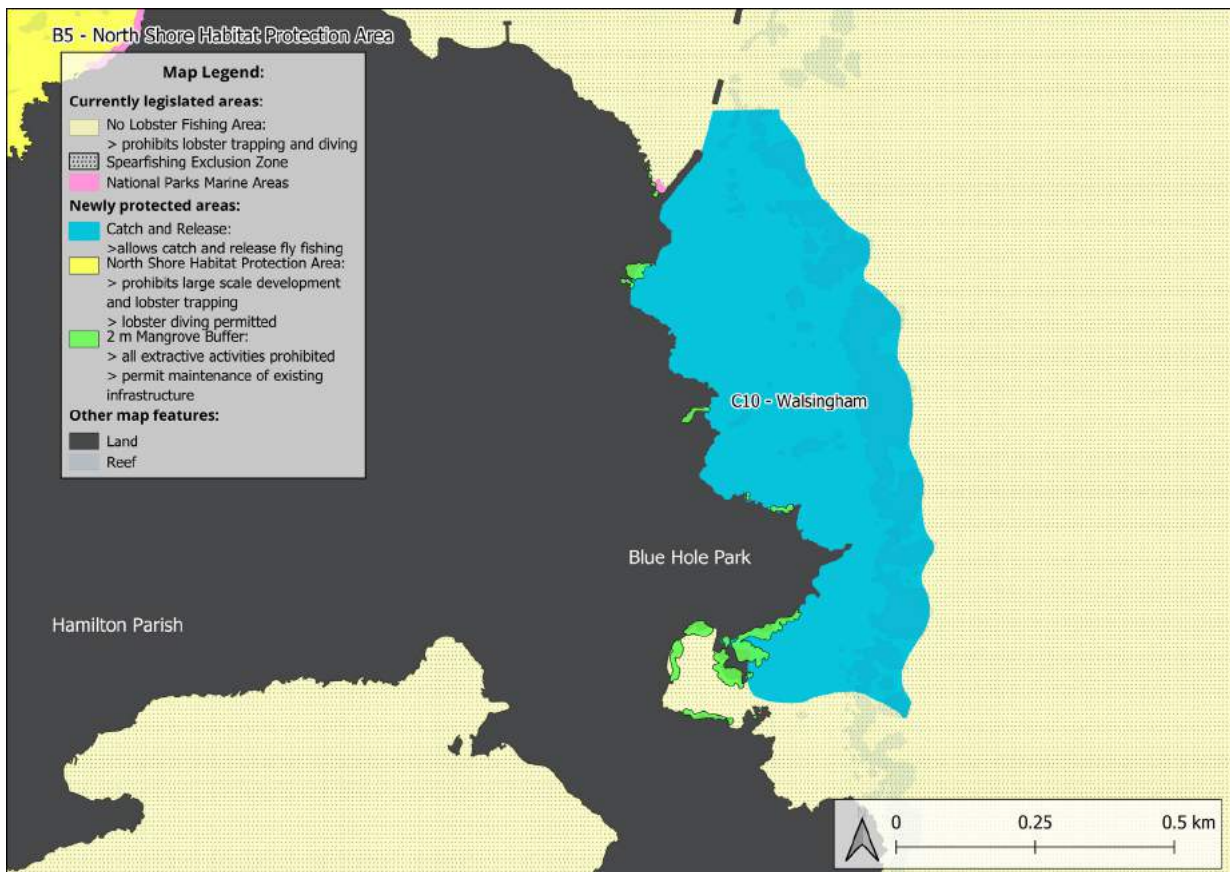 B5 - North Shore Habitat Protection Area
Map Legend:
Currently legislated areas:
No Lobster Fishing Area:
> prohibits lobster trapping and diving
Spearfishing Exclusion Zone
National Parks Marine Areas
Newly protected areas:
Catch and Release:
>allows catch and release fly fishing
North Shore Habitat Protection Area:
> prohibits large scale development
and lobster trapping
> lobster diving permitted
2 m Mangrove Buffer:
> all extractive activities prohibited
> permit maintenance of existing
infrastructure
Other map features:
Land
Reef
C10 - Walsingham
Blue Hole Park
Hamilton Parish
0 0.25 0.5 km